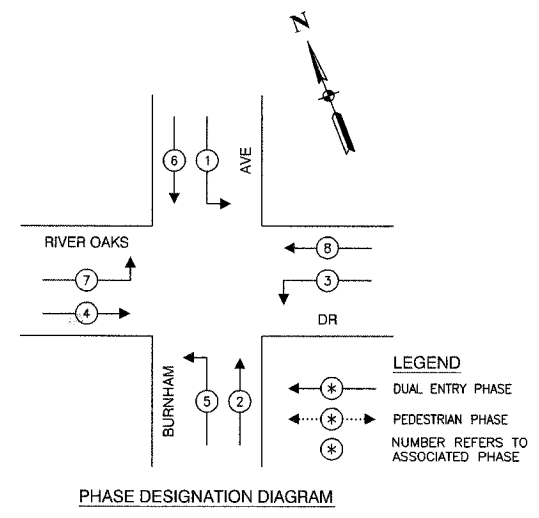 N
6
1
AVE
RIVER OAKS
8
7
3
4
DR
BURNHAM
5
2
LEGEND
* DUAL ENTRY PHASE
* PEDESTRIAN PHASE
* NUMBER REFERS TO
ASSOCIATED PHASE
PHASE DESIGNATION DIAGRAM